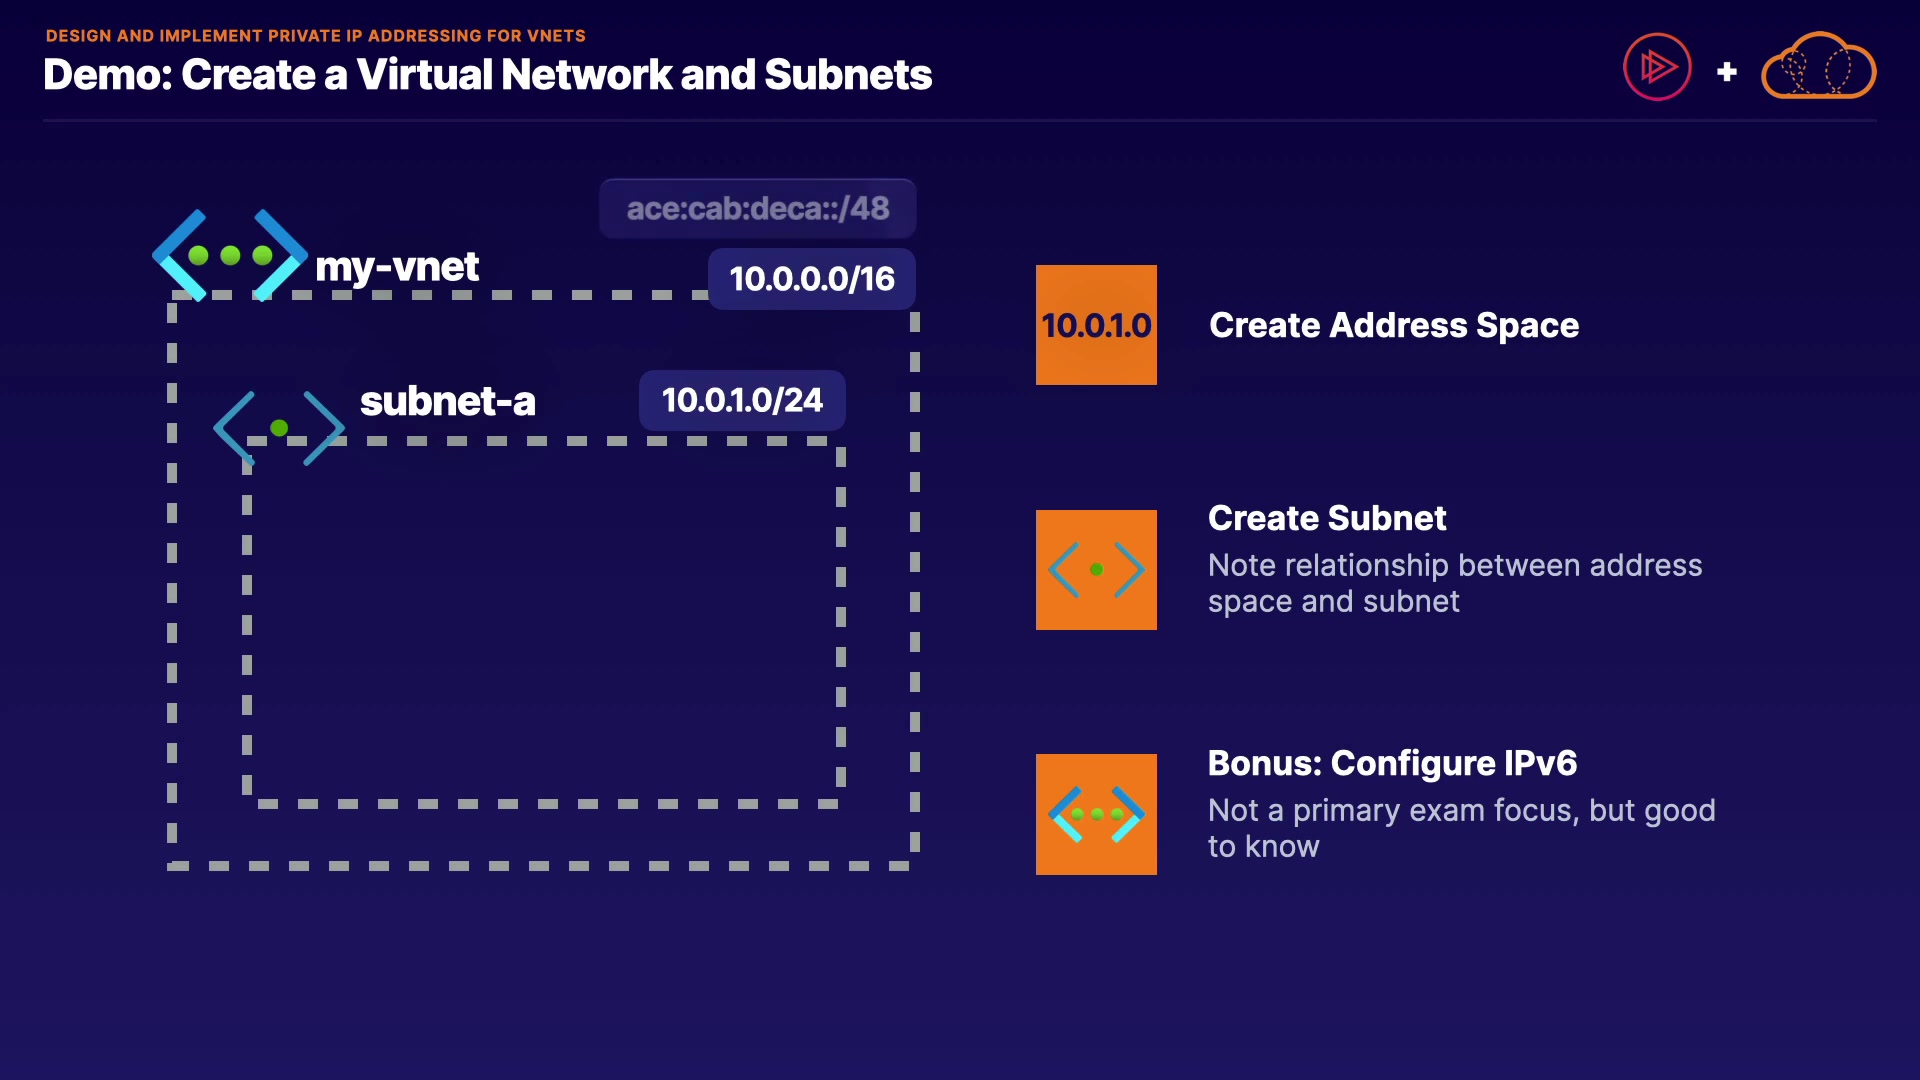 DESIGN AND IMPLEMENT PRIVATE IP ADDRESSING FOR VNETS
Demo: Create a Virtual Network and Subnets
+
ace:cab:deca::/48
my-vnet
10.0.0.0/16
subnet-a
10.0.1.0/24
10.0.1.0
Create Address Space
Create Subnet
Note relationship between address
space and subnet
Bonus: Configure IPv6
Not a primary exam focus, but good
to know